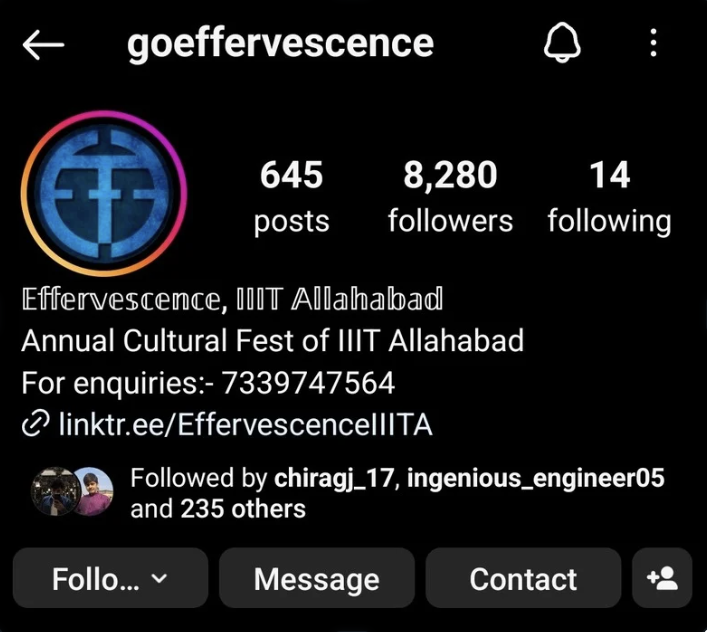 goeffervescence
645 8,280 14
posts followers following
𝔼𝕗𝕗𝕖𝕣𝕧𝕖𝕤𝕔𝕖𝕟𝕔𝕖, 𝕀𝕀𝕀𝕋 𝔸𝕝𝕝𝕒𝕙𝕒𝕓𝕒𝕕
Annual Cultural Fest of IIIT Allahabad
For enquiries:- 7339747564
linktr.ee/EffervescenceIIITA
Followed by chiragj_17, ingenious_engineer05
and 235 others
Follo... Message Contact